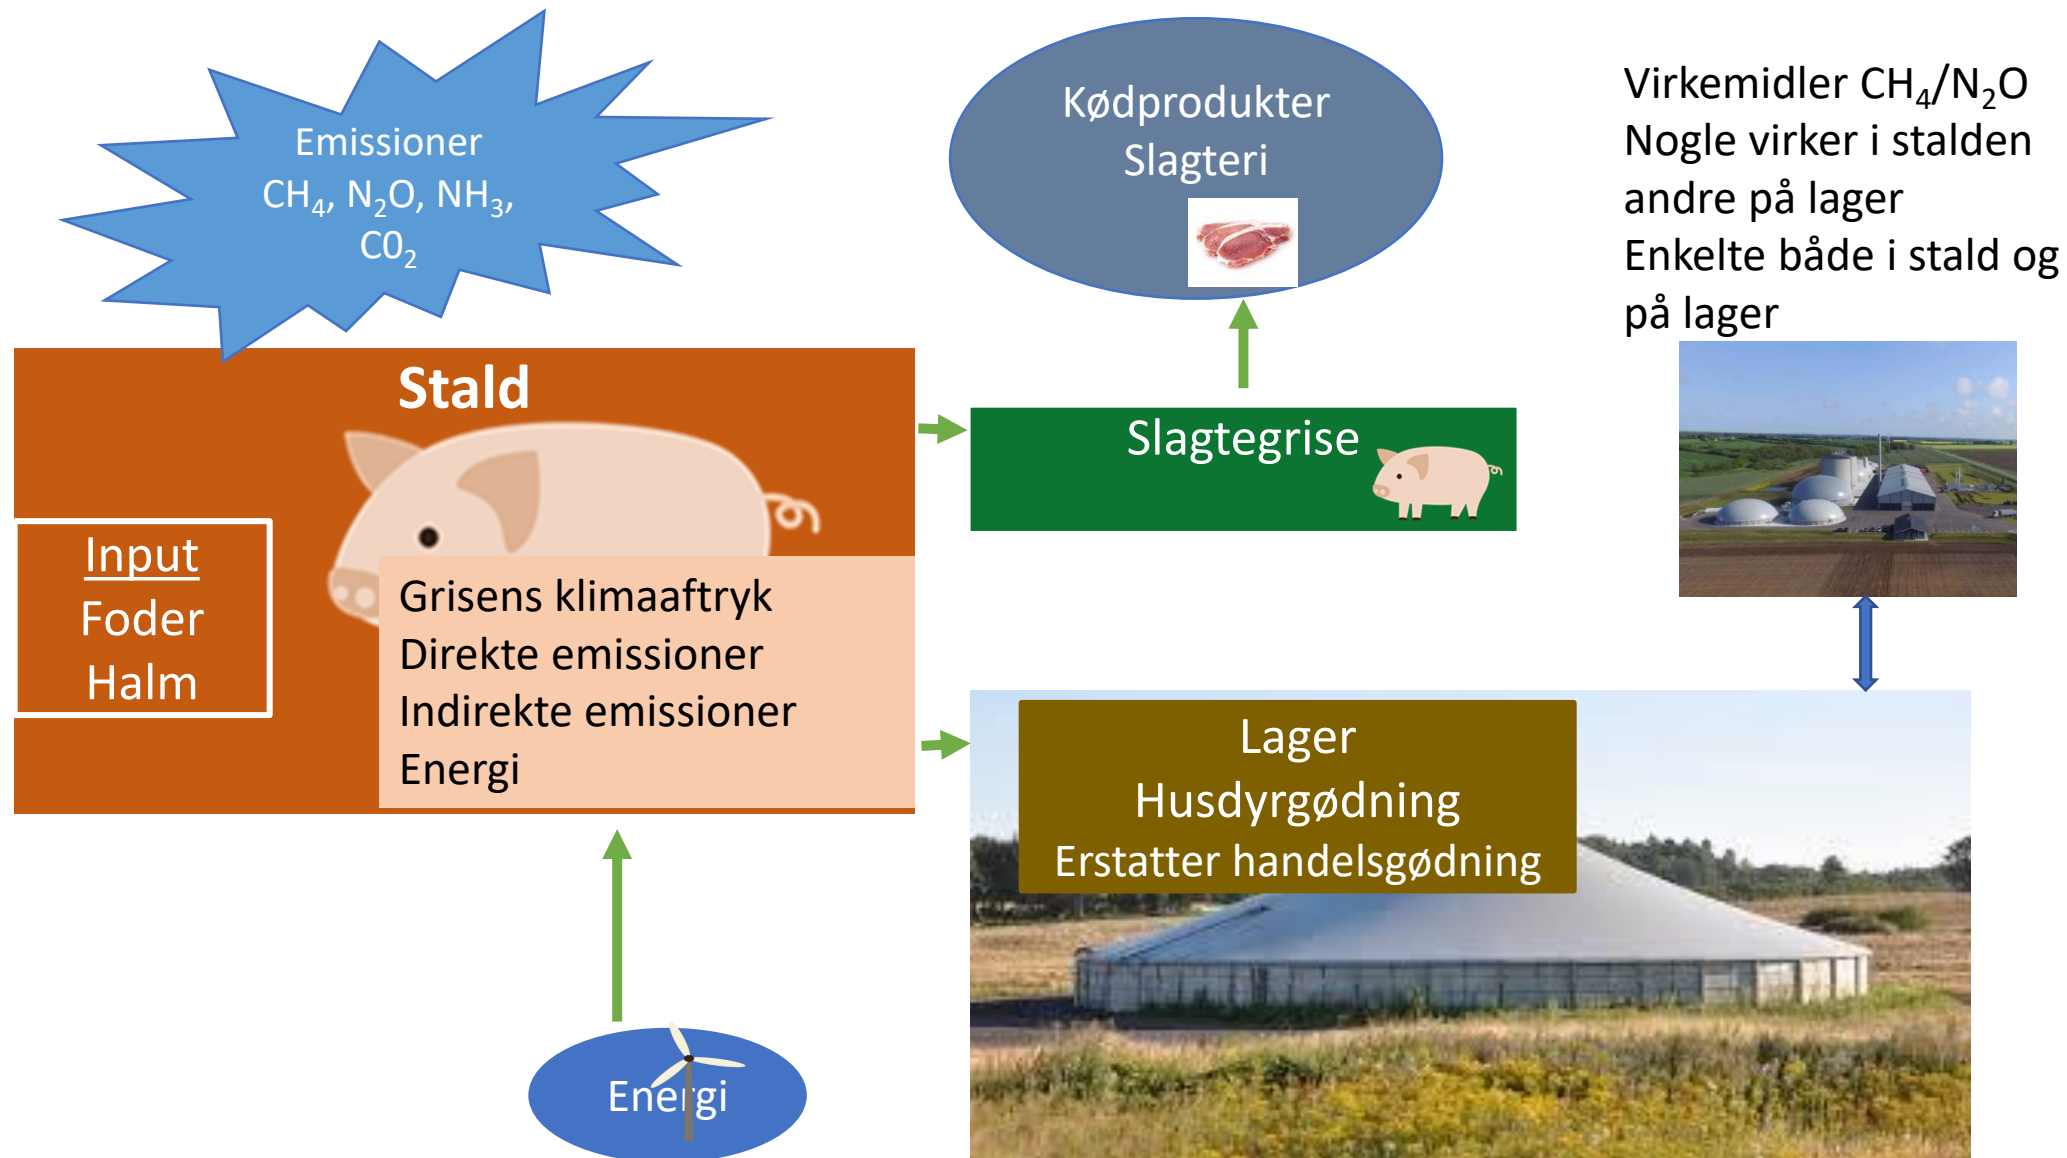 Emissioner
CH₄, N₂O, NH₃,
C0₂
Kødprodukter
Slagteri
Virkemidler CH₄/N₂O
Nogle virker i stalden
andre på lager
Enkelte både i stald og
på lager
Stald
Slagtegrise
Input
Foder
Halm
Grisens klimaaftryk
Direkte emissioner
Indirekte emissioner
Energi
Lager
Husdyrgødning
Erstatter handelsgødning
Energi